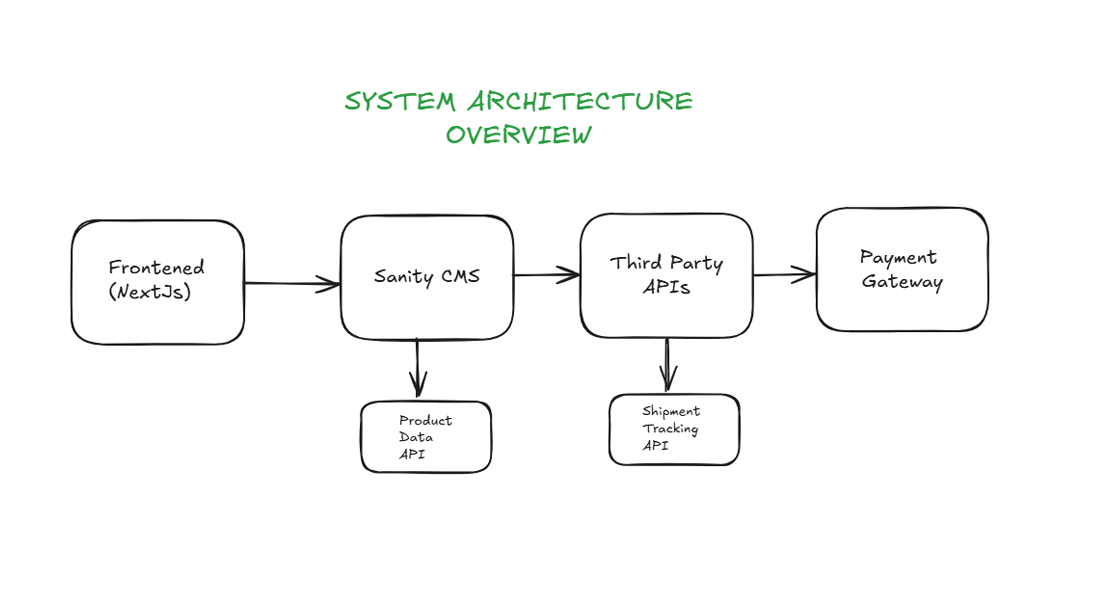 SYSTEM ARCHITECTURE
OVERVIEW
Frontened
(NextJs)
Sanity CMS
Third Party
APIs
Payment
Gateway
Product
Data
API
Shipment
Tracking
API